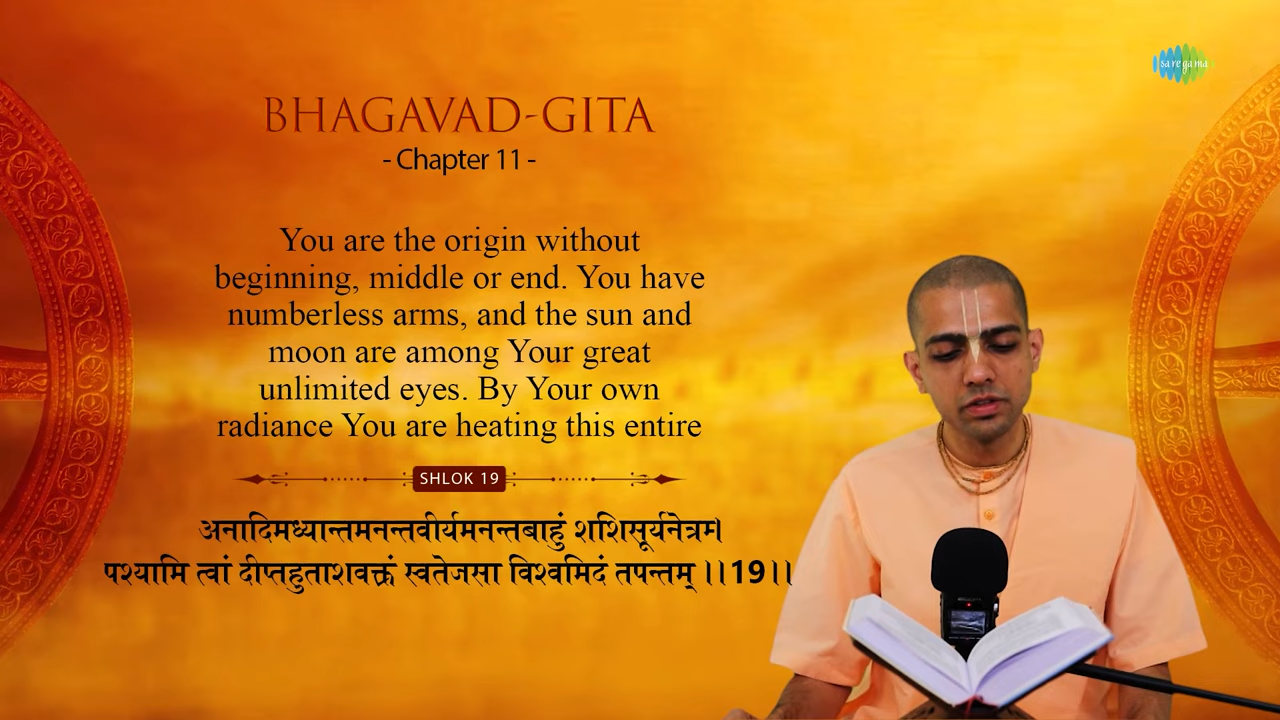 saregama
BHAGAVAD-GITA
- Chapter 11 -
You are the origin without
beginning, middle or end. You have
numberless arms, and the sun and
moon are among Your great
unlimited eyes. By Your own
radiance You are heating this entire
SHLOK 19
अनादिमध्यान्तमनन्तवीर्यमनन्तबाहुं शशिसूर्यनेत्रम।
पश्यामि त्वां दीप्तहुताशवक्त्रं स्वतेजसा विश्वमिदं तपन्तम् ।।19।।